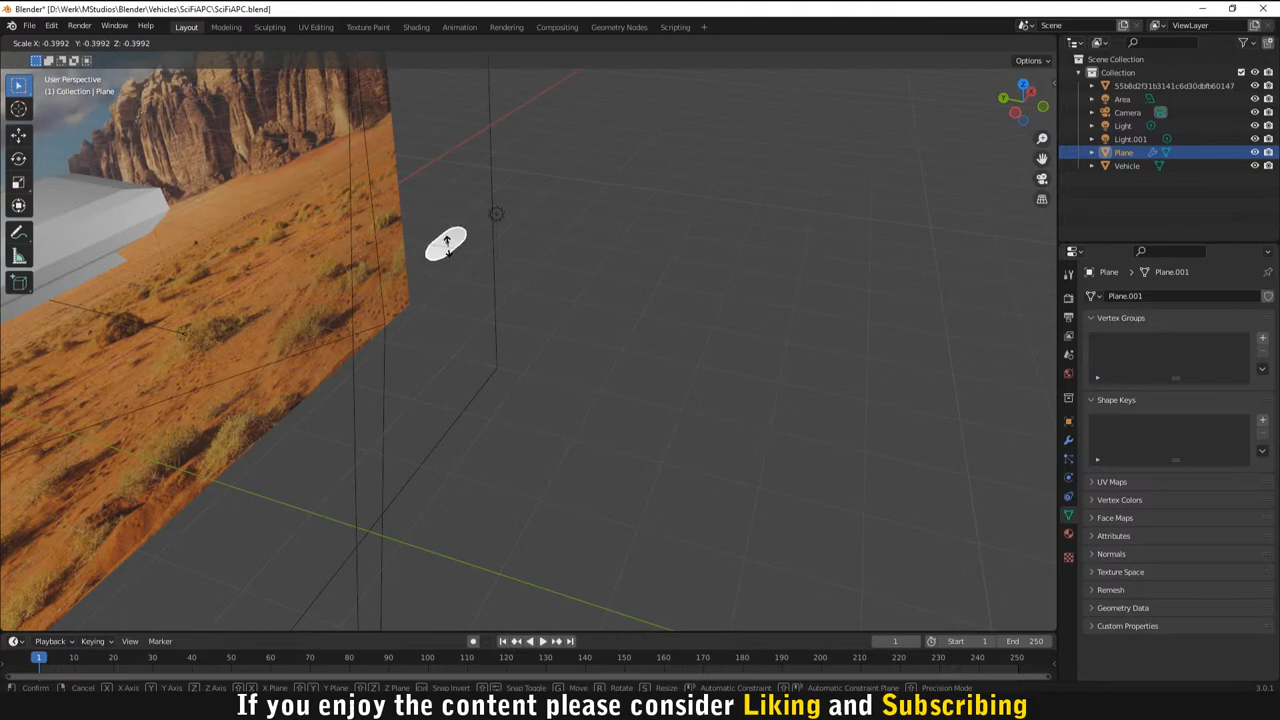 Blender* [D:\Werk\MStudios\Blender\Vehicles\SciFiAPC\SciFiAPC.blend]
File Edit Render Window Help Layout Modeling Sculpting UV Editing Texture Paint Shading Animation Rendering Compositing Geometry Nodes Scripting + Scene ViewLayer
Scale X: -0.3992 Y: -0.3992 Z: -0.3992
Options
User Perspective
(1) Collection | Plane
Scene Collection
Collection
55b8d2f31b3141c6d30dbfb60147
Area
Camera
Light
Light.001
Plane
Vehicle
Plane > Plane.001
Plane.001
Vertex Groups
Shape Keys
UV Maps
Vertex Colors
Face Maps
Attributes
Normals
Texture Space
Remesh
Geometry Data
Custom Properties
Playback Keying View Marker 1 Start 1 End 250
1 10 20 30 40 50 60 70 80 90 100 110 120 130 140 150 160 170 180 190 200 210 220 230 240 250
Confirm Cancel X X Axis Y Y Axis Z Z Axis X X Plane Y Y Plane Z Z Plane Snap Invert Snap Toggle G Move R Rotate S Resize Automatic Constraint Automatic Constraint Plane Precision Mode 3.0.1
If you enjoy the content please consider Liking and Subscribing